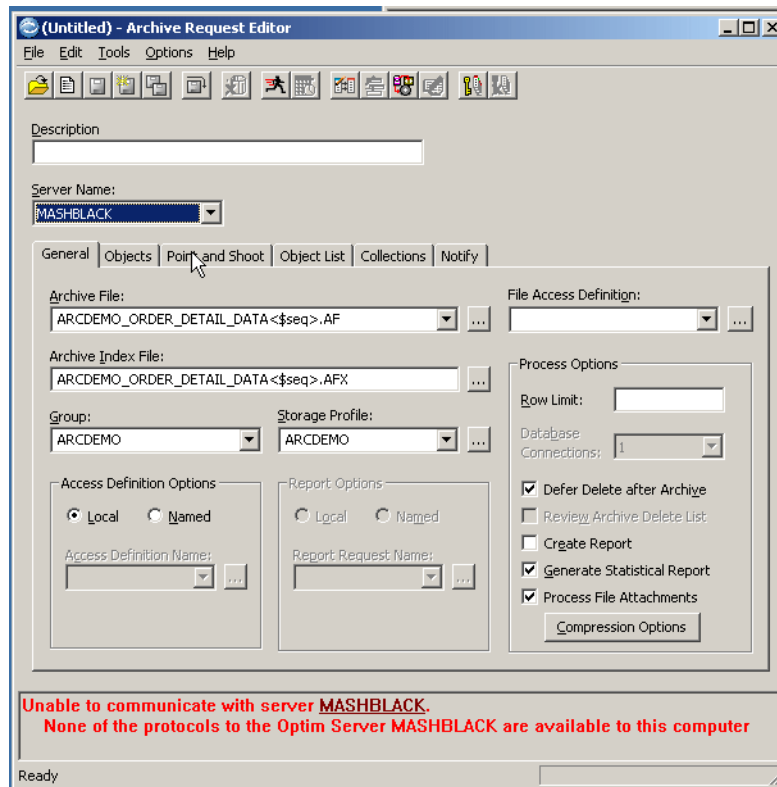 (Untitled) - Archive Request Editor
File Edit Tools Options Help
Description
Server Name:
MASHBLACK
General Objects Point and Shoot Object List Collections Notify
Archive File:
ARCDEMO_ORDER_DETAIL_DATA<$seq>.AF
File Access Definition:
Archive Index File:
ARCDEMO_ORDER_DETAIL_DATA<$seq>.AFX
Group:
ARCDEMO
Storage Profile:
ARCDEMO
Process Options
Row Limit:
Database
Connections:
1
Access Definition Options
Local Named
Access Definition Name:
Report Options
Local Named
Report Request Name:
Defer Delete after Archive
Review Archive Delete List
Create Report
Generate Statistical Report
Process File Attachments
Compression Options
Unable to communicate with server MASHBLACK.
None of the protocols to the Optim Server MASHBLACK are available to this computer
Ready